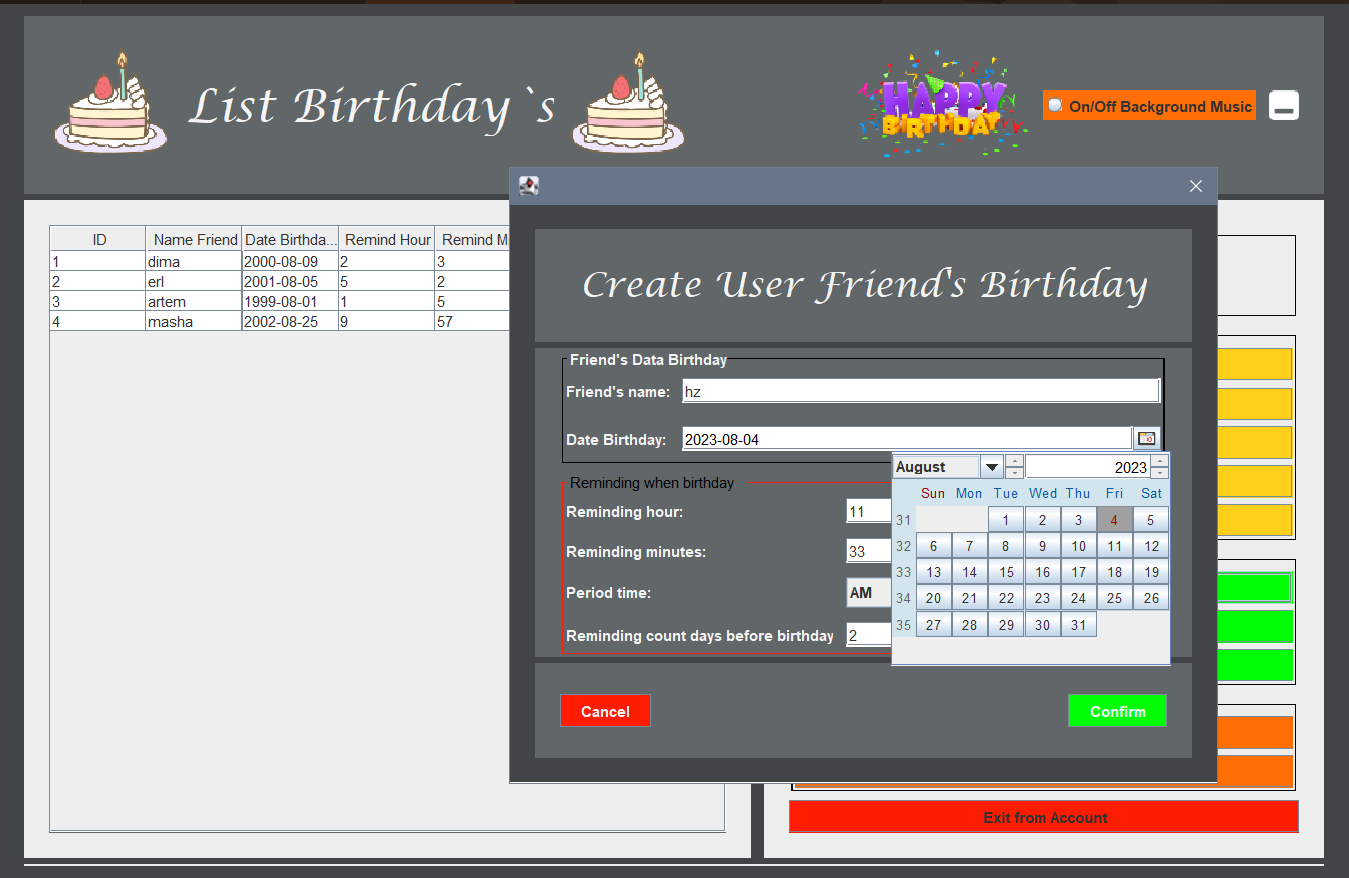 List Birthday`s
HAPPY
BIRTHDAY
On/Off Background Music
ID Name Friend Date Birthda... Remind Hour Remind M
1 dima 2000-08-09 2 3
2 erl 2001-08-05 5 2
3 artem 1999-08-01 1 5
4 masha 2002-08-25 9 57
Create User Friend's Birthday
Friend's Data Birthday
Friend's name: hz
Date Birthday: 2023-08-04
August 2023
Sun Mon Tue Wed Thu Fri Sat
31 1 2 3 4 5
32 6 7 8 9 10 11 12
33 13 14 15 16 17 18 19
34 20 21 22 23 24 25 26
35 27 28 29 30 31
Reminding when birthday
Reminding hour: 11
Reminding minutes: 33
Period time: AM
Reminding count days before birthday 2
Cancel Confirm
Exit from Account